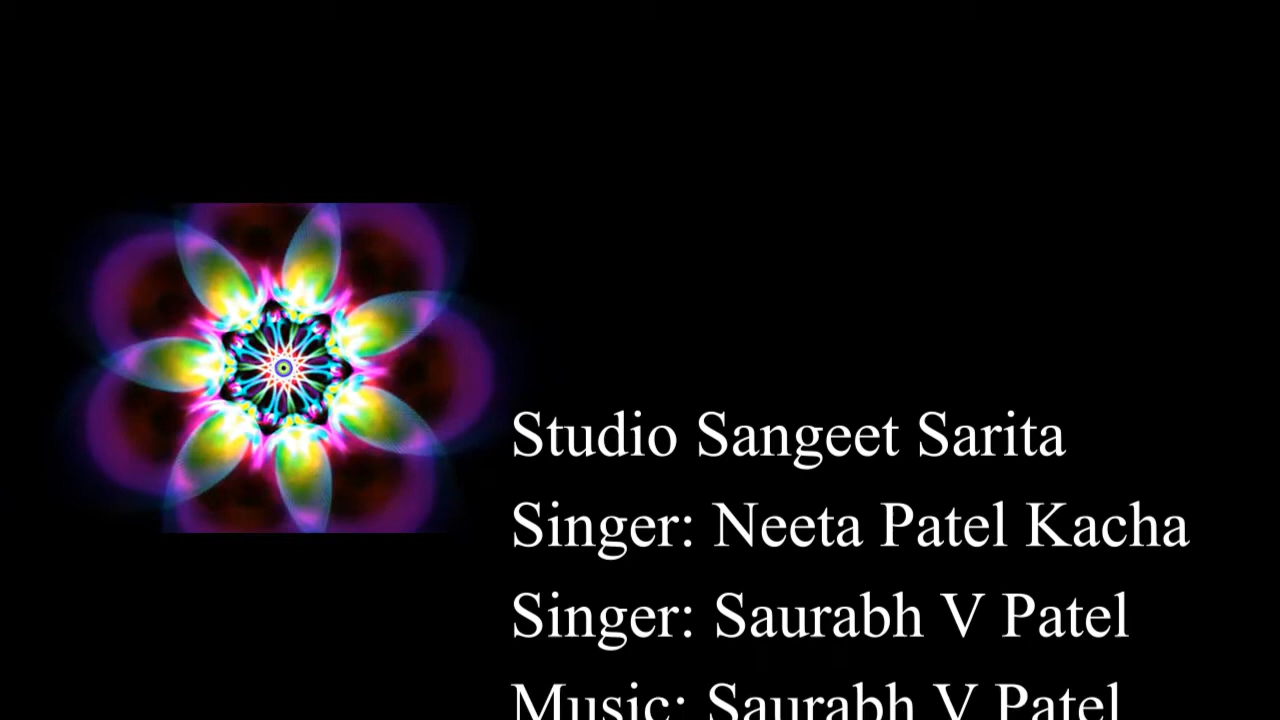 Studio Sangeet Sarita
Singer: Neeta Patel Kacha
Singer: Saurabh V Patel
Music: Saurabh V Patel